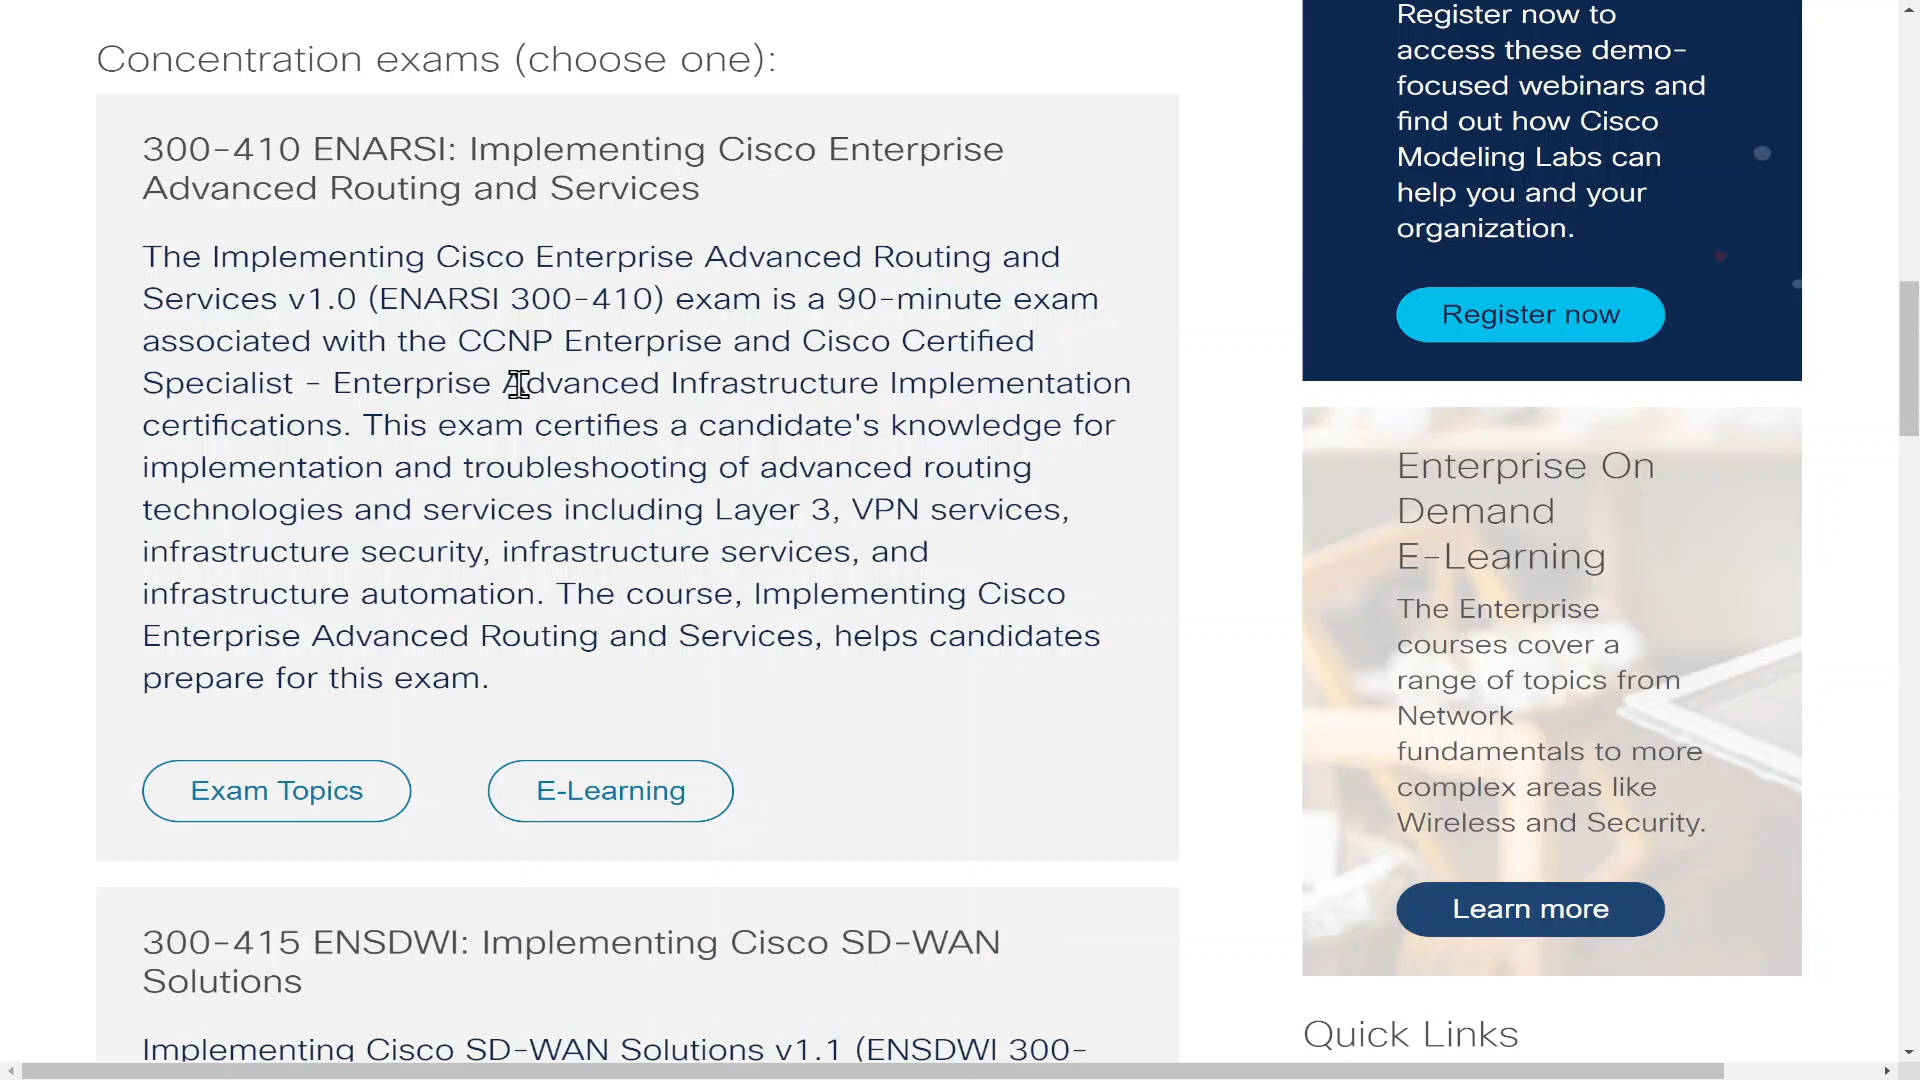 Concentration exams (choose one):
300-410 ENARSI: Implementing Cisco Enterprise
Advanced Routing and Services
The Implementing Cisco Enterprise Advanced Routing and
Services v1.0 (ENARSI 300-410) exam is a 90-minute exam
associated with the CCNP Enterprise and Cisco Certified
Specialist - Enterprise Advanced Infrastructure Implementation
certifications. This exam certifies a candidate's knowledge for
implementation and troubleshooting of advanced routing
technologies and services including Layer 3, VPN services,
infrastructure security, infrastructure services, and
infrastructure automation. The course, Implementing Cisco
Enterprise Advanced Routing and Services, helps candidates
prepare for this exam.
Exam Topics
E-Learning
300-415 ENSDWI: Implementing Cisco SD-WAN
Solutions
Implementing Cisco SD-WAN Solutions v1.1 (ENSDWI 300-
Register now to
access these demo-
focused webinars and
find out how Cisco
Modeling Labs can
help you and your
organization.
Register now
Enterprise On
Demand
E-Learning
The Enterprise
courses cover a
range of topics from
Network
fundamentals to more
complex areas like
Wireless and Security.
Learn more
Quick Links